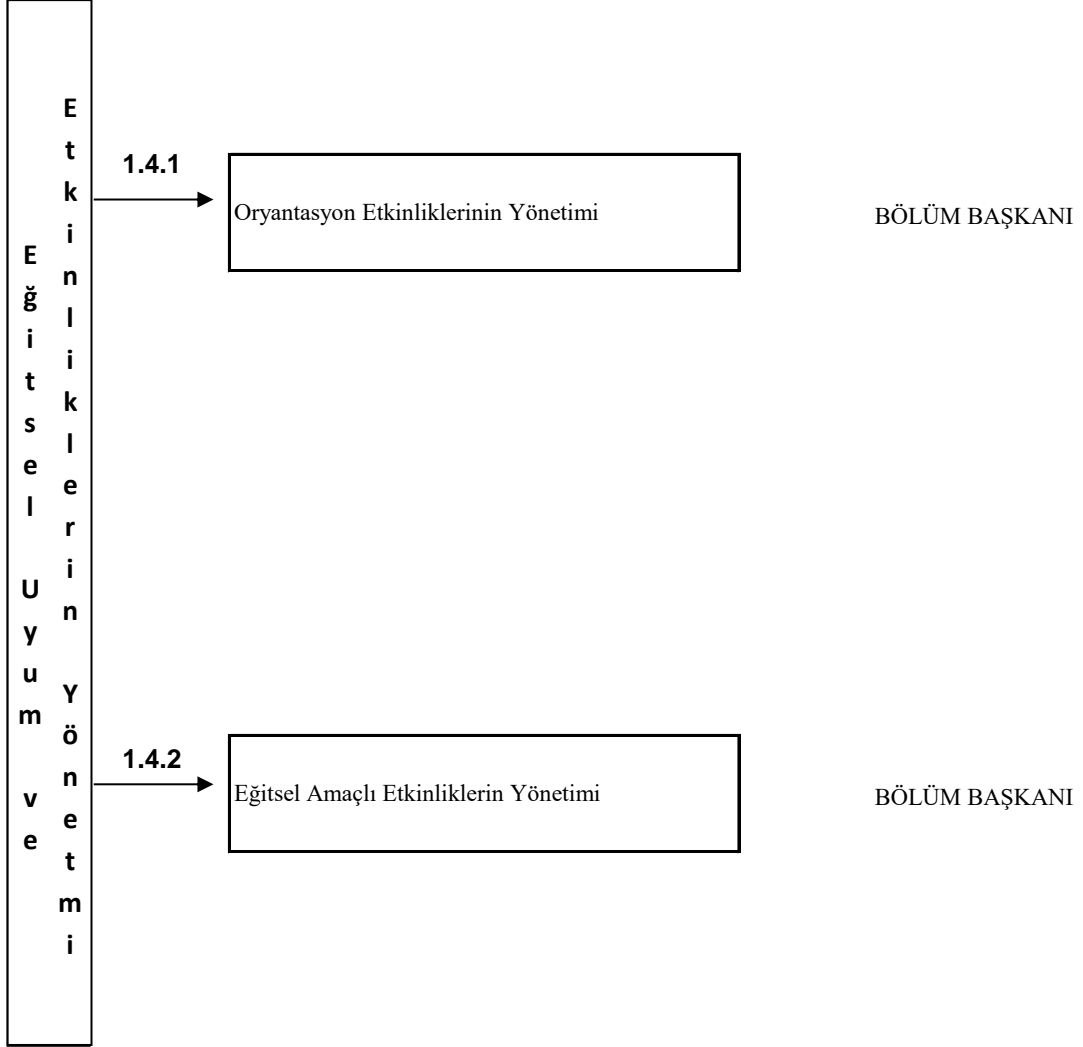 Eğitsel Uyum ve
Etkinliklerin Yönetmi
1.4.1
Oryantasyon Etkinliklerinin Yönetimi
BÖLÜM BAŞKANI
1.4.2
Eğitsel Amaçlı Etkinliklerin Yönetimi
BÖLÜM BAŞKANI